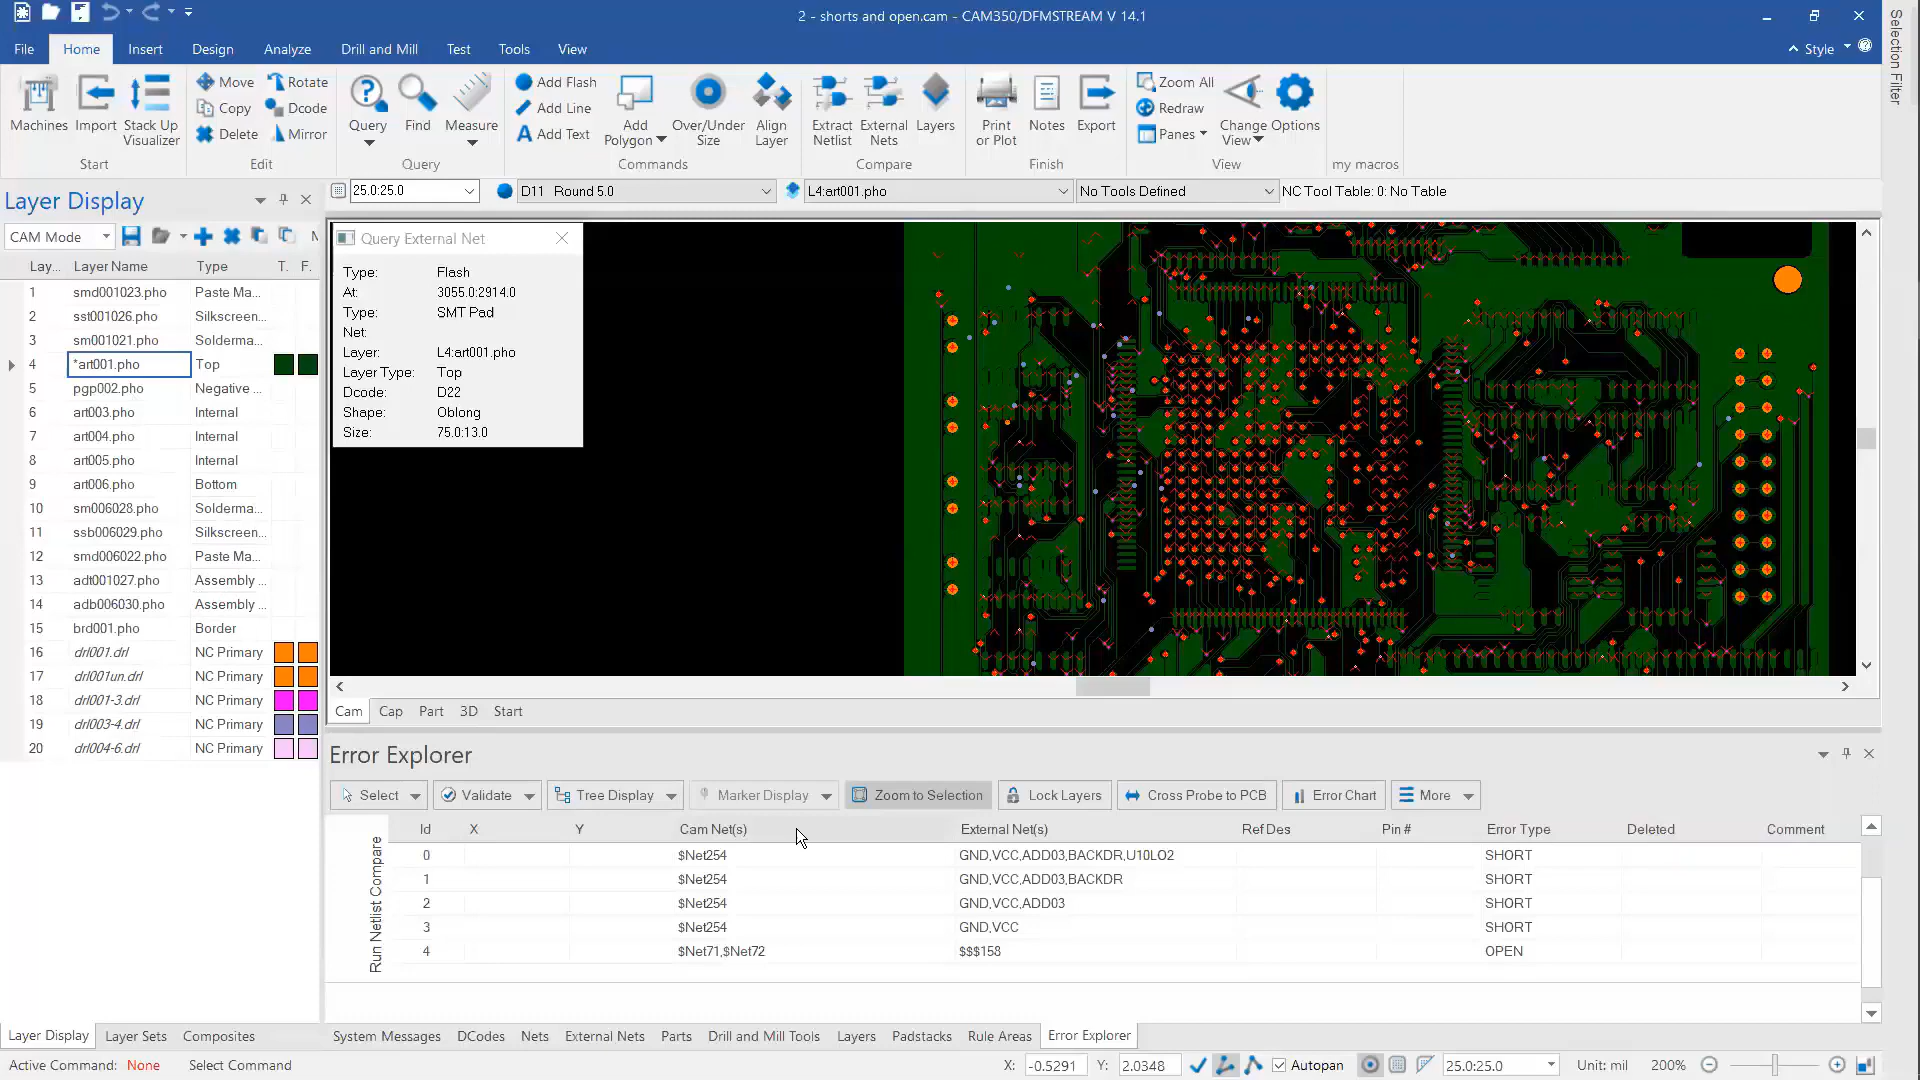 2 - shorts and open.cam - CAM350/DFMSTREAM V 14.1
File Home Insert Design Analyze Drill and Mill Test Tools View Style
Machines Import Stack Up Visualizer
Start
Move Rotate
Copy Dcode
Delete Mirror
Edit
Query Find Measure
Query
Add Flash
Add Line
Add Text
Add Polygon Over/Under Size Align Layer
Commands
Extract Netlist External Nets Layers
Compare
Print or Plot Notes Export
Finish
Zoom All
Redraw
Panes
Change View Options
View
my macros
Selection Filter
25.0:25.0 D11 Round 5.0 L4:art001.pho No Tools Defined NC Tool Table: 0: No Table
Layer Display
CAM Mode
Lay... Layer Name Type T. F.
1 smd001023.pho Paste Ma...
2 sst001026.pho Silkscreen...
3 sm001021.pho Solderma...
4 *art001.pho Top
5 pgp002.pho Negative ...
6 art003.pho Internal
7 art004.pho Internal
8 art005.pho Internal
9 art006.pho Bottom
10 sm006028.pho Solderma...
11 ssb006029.pho Silkscreen...
12 smd006022.pho Paste Ma...
13 adt001027.pho Assembly ...
14 adb006030.pho Assembly ...
15 brd001.pho Border
16 drl001.drl NC Primary
17 drl001un.drl NC Primary
18 drl001-3.drl NC Primary
19 drl003-4.drl NC Primary
20 drl004-6.drl NC Primary
Query External Net
Type: Flash
At: 3055.0:2914.0
Type: SMT Pad
Net:
Layer: L4:art001.pho
Layer Type: Top
Dcode: D22
Shape: Oblong
Size: 75.0:13.0
Cam Cap Part 3D Start
Error Explorer
Select Validate Tree Display Marker Display Zoom to Selection Lock Layers Cross Probe to PCB Error Chart More
Run Netlist Compare
Id X Y Cam Net(s) External Net(s) Ref Des Pin # Error Type Deleted Comment
0 $Net254 GND,VCC,ADD03,BACKDR,U10LO2 SHORT
1 $Net254 GND,VCC,ADD03,BACKDR SHORT
2 $Net254 GND,VCC,ADD03 SHORT
3 $Net254 GND,VCC SHORT
4 $Net71,$Net72 $$$158 OPEN
Layer Display Layer Sets Composites
System Messages DCodes Nets External Nets Parts Drill and Mill Tools Layers Padstacks Rule Areas Error Explorer
Active Command: None Select Command X: -0.5291 Y: 2.0348 Autopan 25.0:25.0 Unit: mil 200%